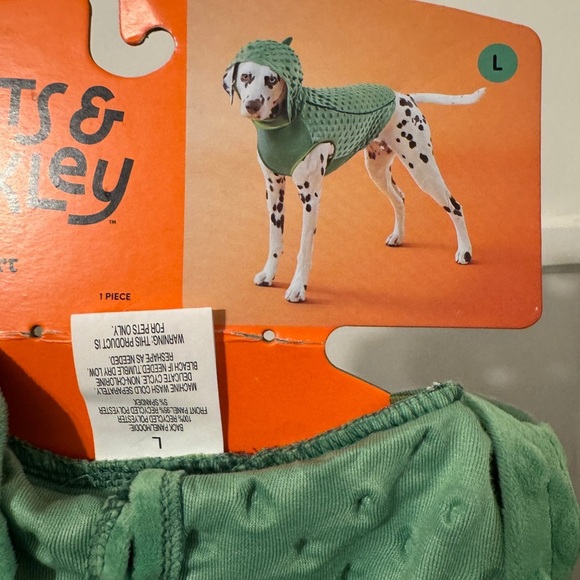 TS &
KLey™
rt
1 PIECE
L
L
BACK PANEL/HOODIE
100% RECYCLED POLYESTER
FRONT PANEL:95% RECYCLED POLYESTER
5% SPANDEX
MACHINE WASH COLD SEPARATELY
DELICATE CYCLE. NON-CHLORINE
BLEACH IF NEEDED.TUMBLE DRY LOW.
RESHAPE AS NEEDED.
WARNING: THIS PRODUCT IS
FOR PETS ONLY.